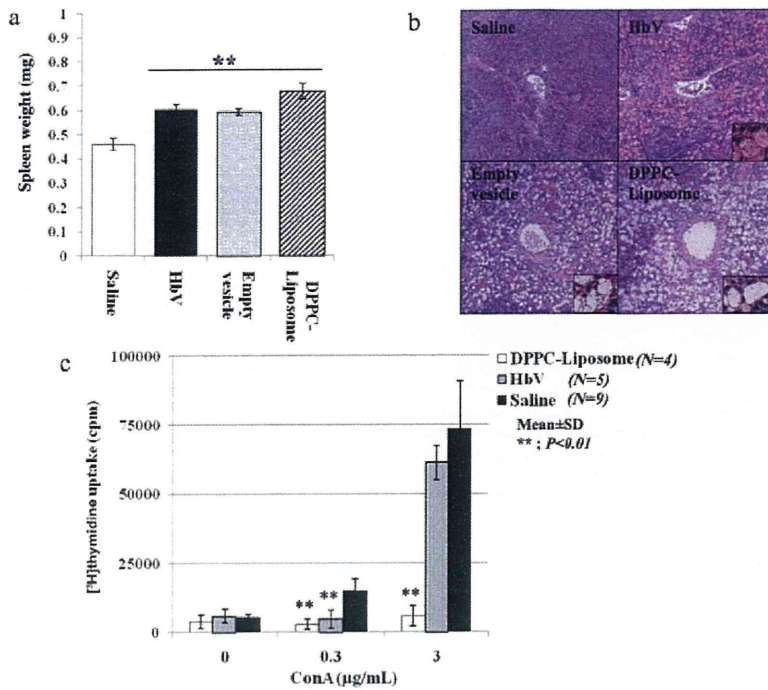 a
Spleen weight (mg)
0.8
0.7
0.6
0.5
0.4
0.3
0.2
0.1
0
**
Saline
HbV
Empty
vesicle
DPPC-
Liposome
b
Saline
HbV
Empty
vesicle
DPPC-
Liposome
c
[³H]thymidine uptake (cpm)
100000
75000
50000
25000
0
** ** **
0 0.3 3
ConA (µg/mL)
DPPC-Liposome (N=4)
HbV (N=5)
Saline (N=9)
Mean±SD
** ; P<0.01